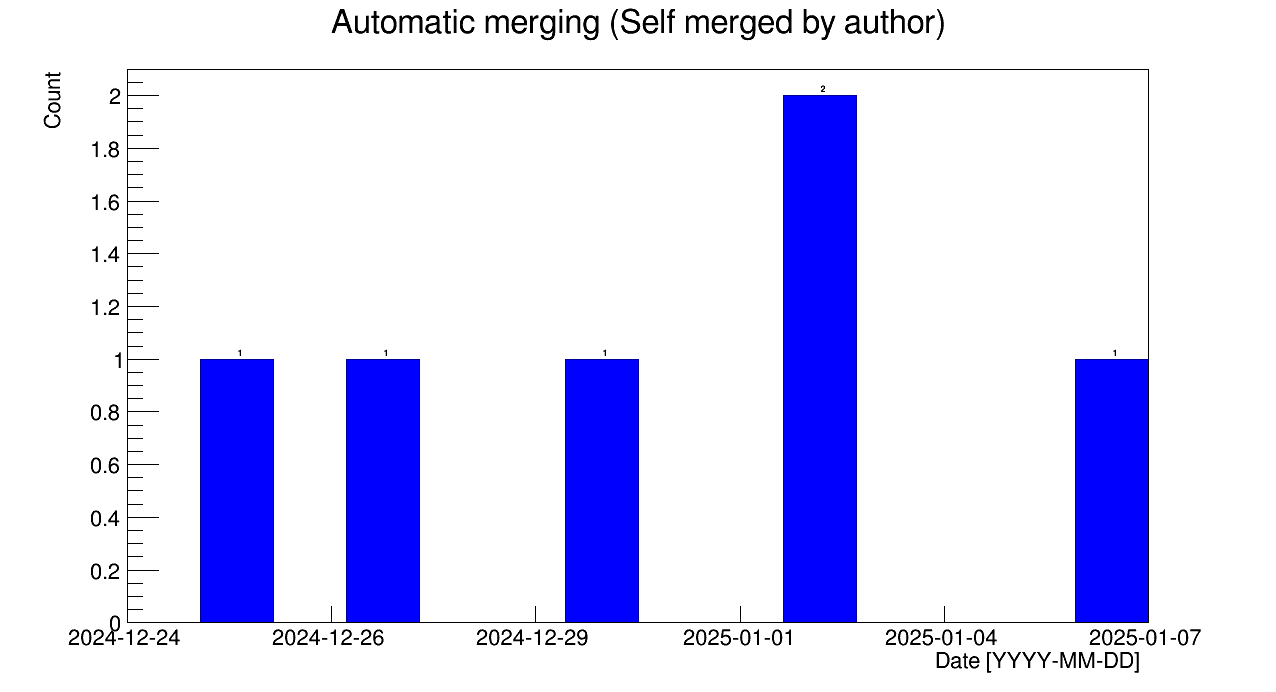 Automatic merging (Self merged by author)
Count
2
1.8
1.6
1.4
1.2
1
0.8
0.6
0.4
0.2
0
2
1 1 1 1
2024-12-24 2024-12-26 2024-12-29 2025-01-01 2025-01-04 2025-01-07
Date [YYYY-MM-DD]